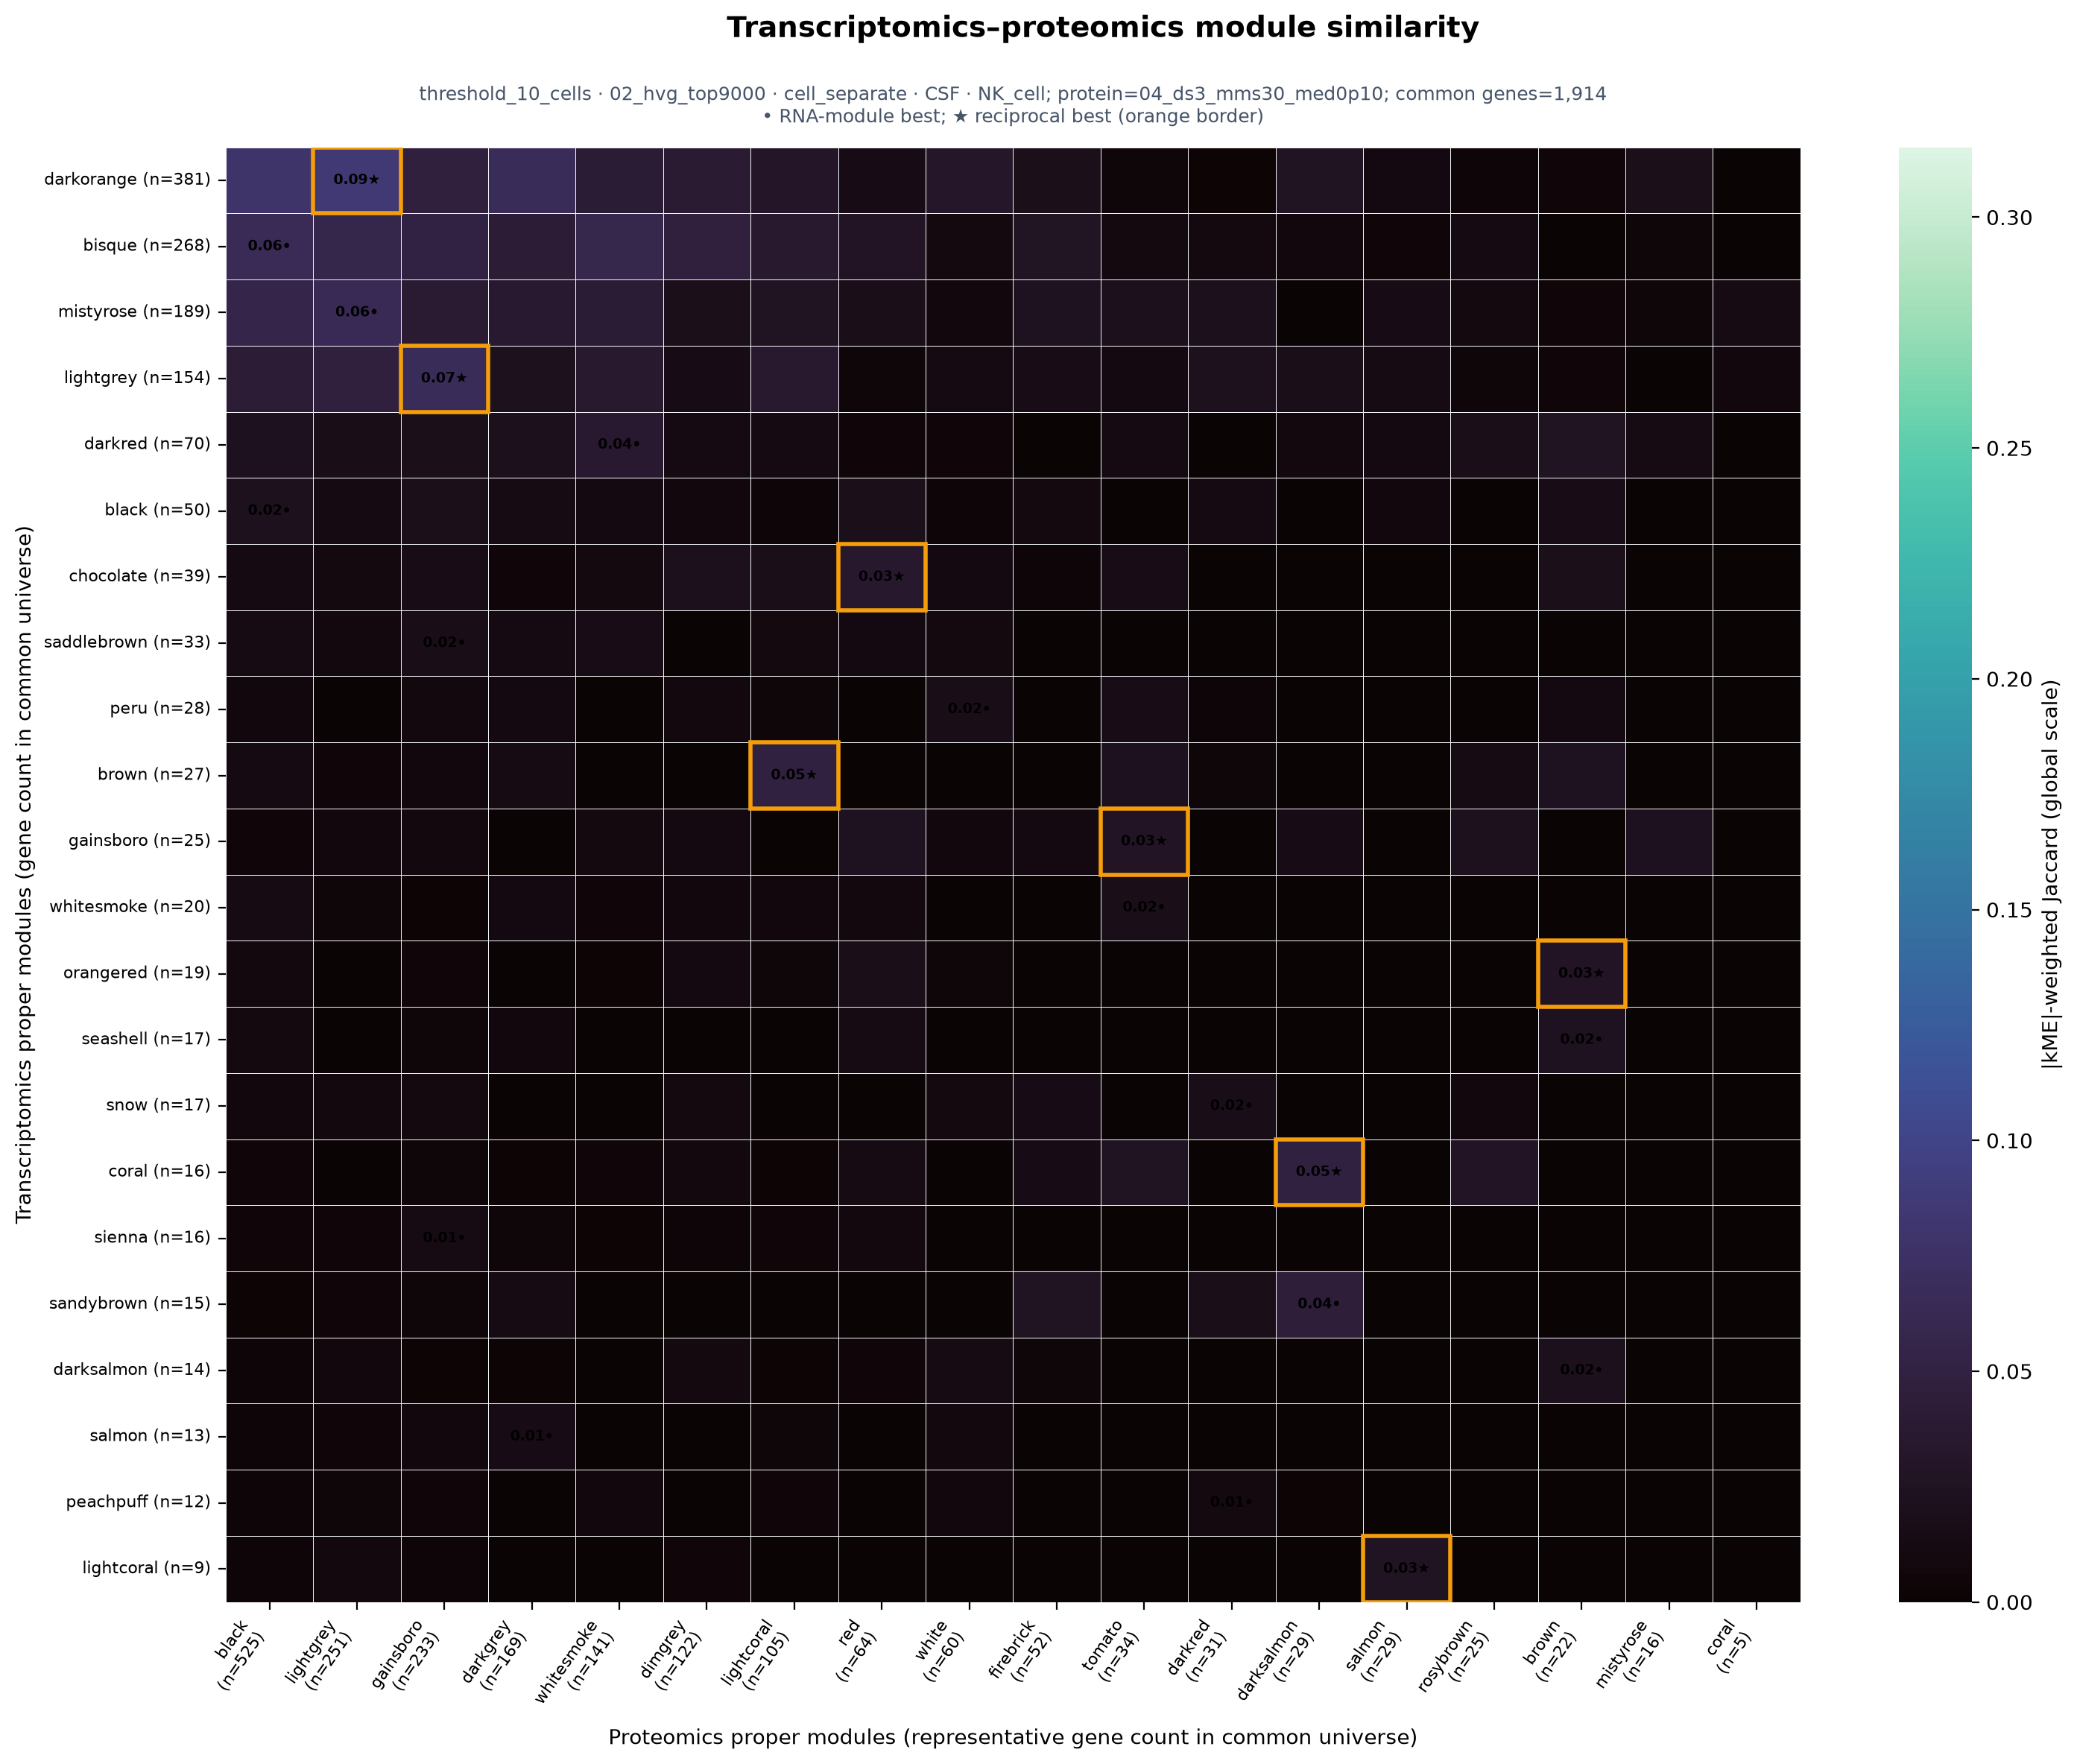 Transcriptomics–proteomics module similarity
threshold_10_cells · 02_hvg_top9000 · cell_separate · CSF · NK_cell; protein=04_ds3_mms30_med0p10; common genes=1,914
• RNA-module best; ★ reciprocal best (orange border)
Transcriptomics proper modules (gene count in common universe)
darkorange (n=381)
0.09★
bisque (n=268)
0.06•
mistyrose (n=189)
0.06•
lightgrey (n=154)
0.07★
darkred (n=70)
0.04•
black (n=50)
0.02•
chocolate (n=39)
0.03★
saddlebrown (n=33)
0.02•
peru (n=28)
0.02•
brown (n=27)
0.05★
gainsboro (n=25)
0.03★
whitesmoke (n=20)
0.02•
orangered (n=19)
0.03★
seashell (n=17)
0.02•
snow (n=17)
0.02•
coral (n=16)
0.05★
sienna (n=16)
0.01•
sandybrown (n=15)
0.04•
darksalmon (n=14)
0.02•
salmon (n=13)
0.01•
peachpuff (n=12)
0.01•
lightcoral (n=9)
0.03★
black
(n=525)
lightgrey
(n=251)
gainsboro
(n=233)
darkgrey
(n=169)
whitesmoke
(n=141)
dimgrey
(n=122)
lightcoral
(n=105)
red
(n=64)
white
(n=60)
firebrick
(n=52)
tomato
(n=34)
darkred
(n=31)
darksalmon
(n=29)
salmon
(n=29)
rosybrown
(n=25)
brown
(n=22)
mistyrose
(n=16)
coral
(n=5)
Proteomics proper modules (representative gene count in common universe)
0.30
0.25
0.20
0.15
0.10
0.05
0.00
|kME|-weighted Jaccard (global scale)